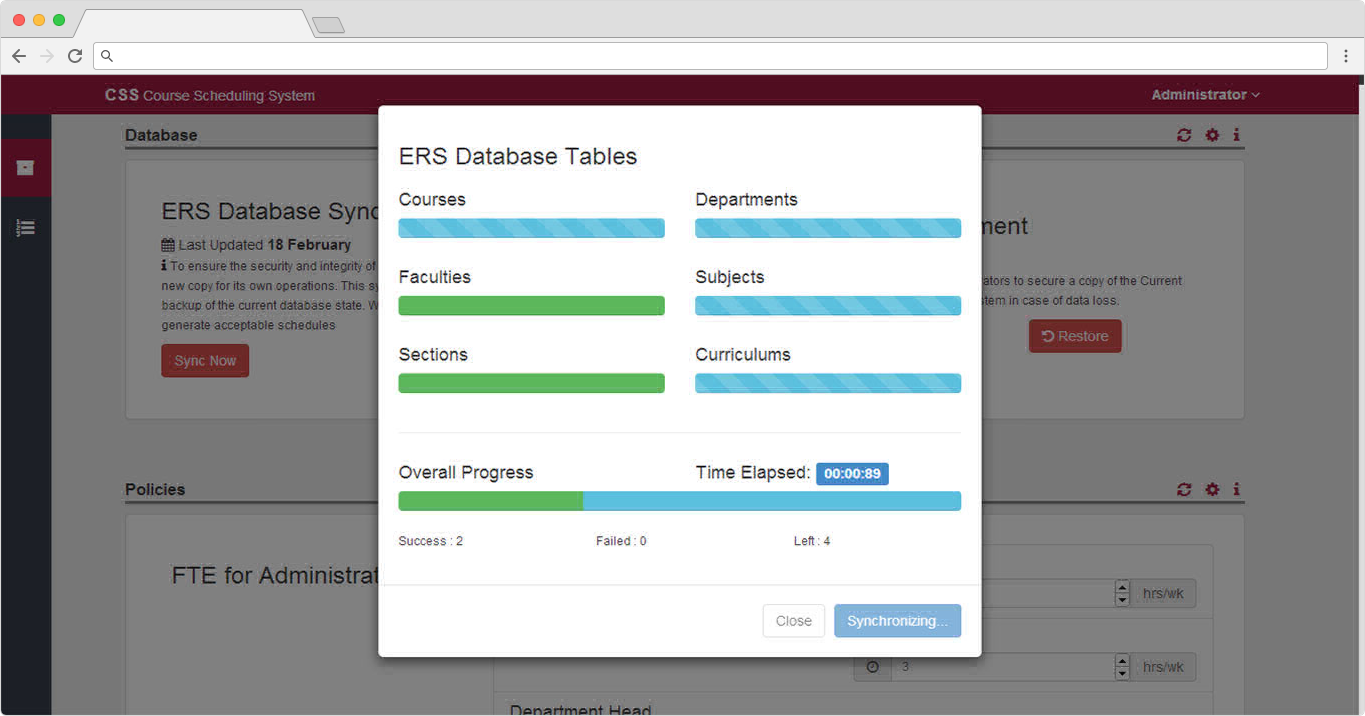 CSS Course Scheduling System
Administrator
Database
ERS Database Sync
Last Updated 18 February
To ensure the security and integrity of
new copy for its own operations. This sy
backup of the current database state. W
generate acceptable schedules
Sync Now
ment
ators to secure a copy of the Current
stem in case of data loss.
Restore
ERS Database Tables
Courses
Departments
Faculties
Subjects
Sections
Curriculums
Overall Progress
Time Elapsed: 00:00:89
Success : 2
Failed : 0
Left : 4
Close
Synchronizing...
Policies
FTE for Administrat
hrs/wk
3
hrs/wk
Department Head